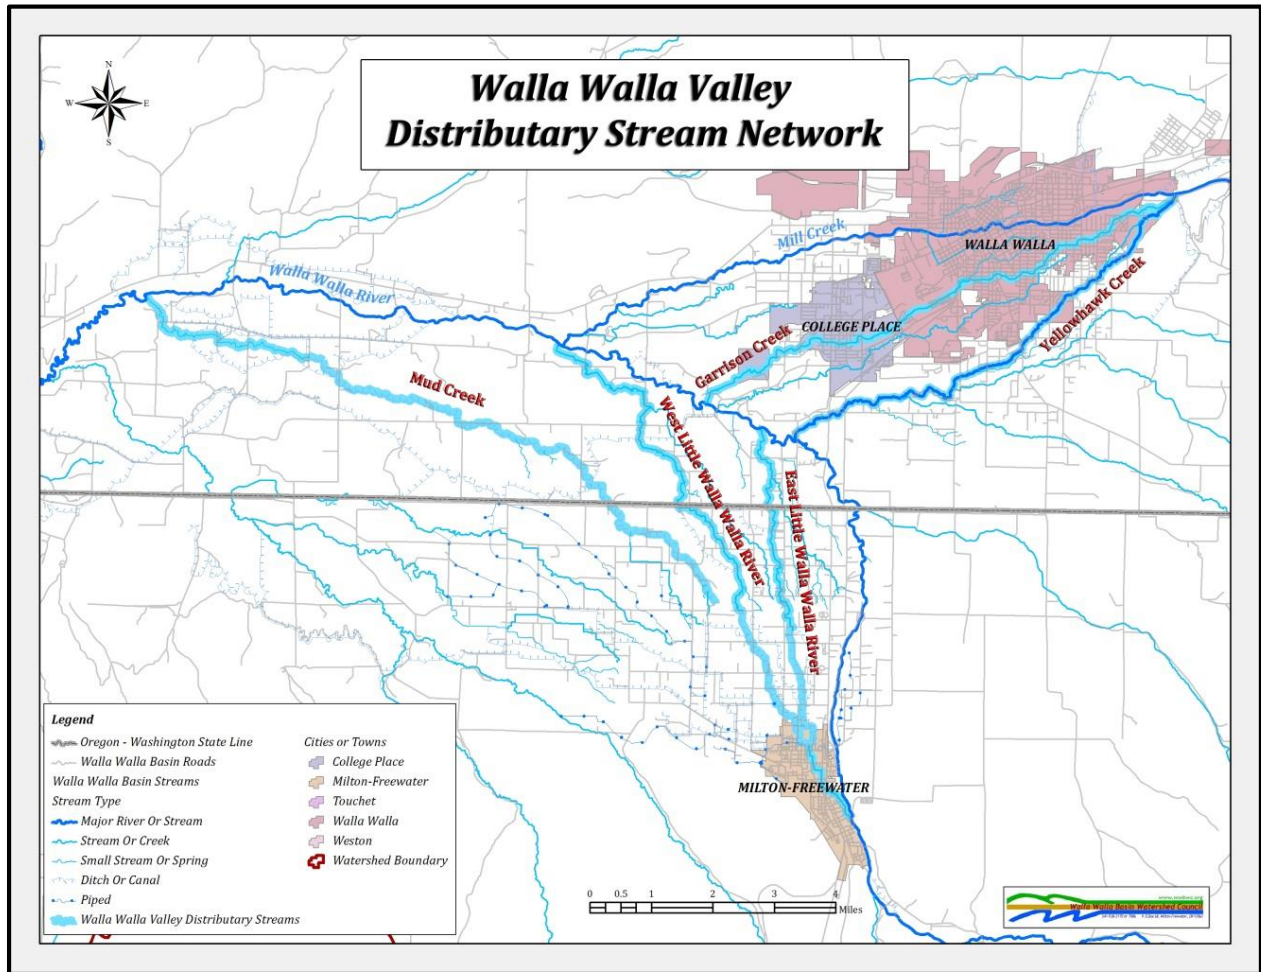 Walla Walla Valley
Distributary Stream Network
N
W
E
S
Mill Creek
WALLA WALLA
Walla Walla River
Yellowhawk Creek
COLLEGE PLACE
Garrison Creek
Mud Creek
West Little Walla Walla River
East Little Walla Walla River
MILTON-FREEWATER
Legend
Oregon - Washington State Line
Walla Walla Basin Roads
Walla Walla Basin Streams
Stream Type
Major River Or Stream
Stream Or Creek
Small Stream Or Spring
Ditch Or Canal
Piped
Walla Walla Valley Distributary Streams
Cities or Towns
College Place
Milton-Freewater
Touchet
Walla Walla
Weston
Watershed Boundary
0 0.5 1 2 3 4
Miles
Walla Walla Basin Watershed Council